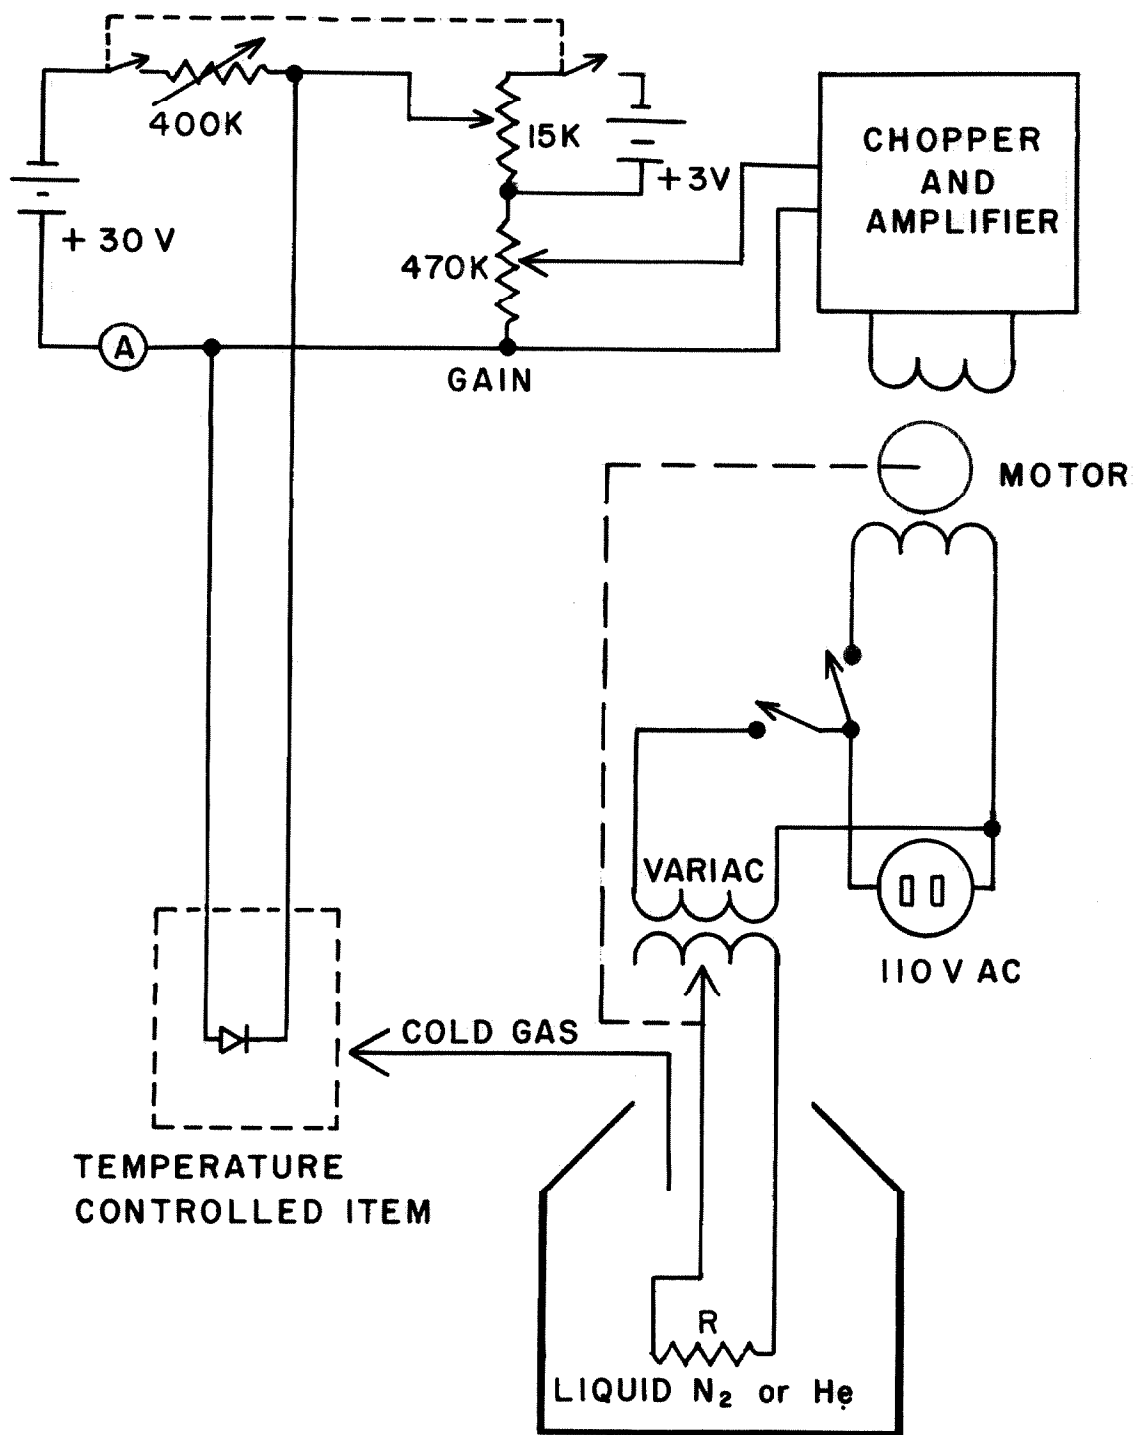 400K
15K
+3V
+30V
470K
A
GAIN
CHOPPER
AND
AMPLIFIER
MOTOR
VARIAC
110 V AC
COLD GAS
TEMPERATURE
CONTROLLED ITEM
R
LIQUID N₂ or He